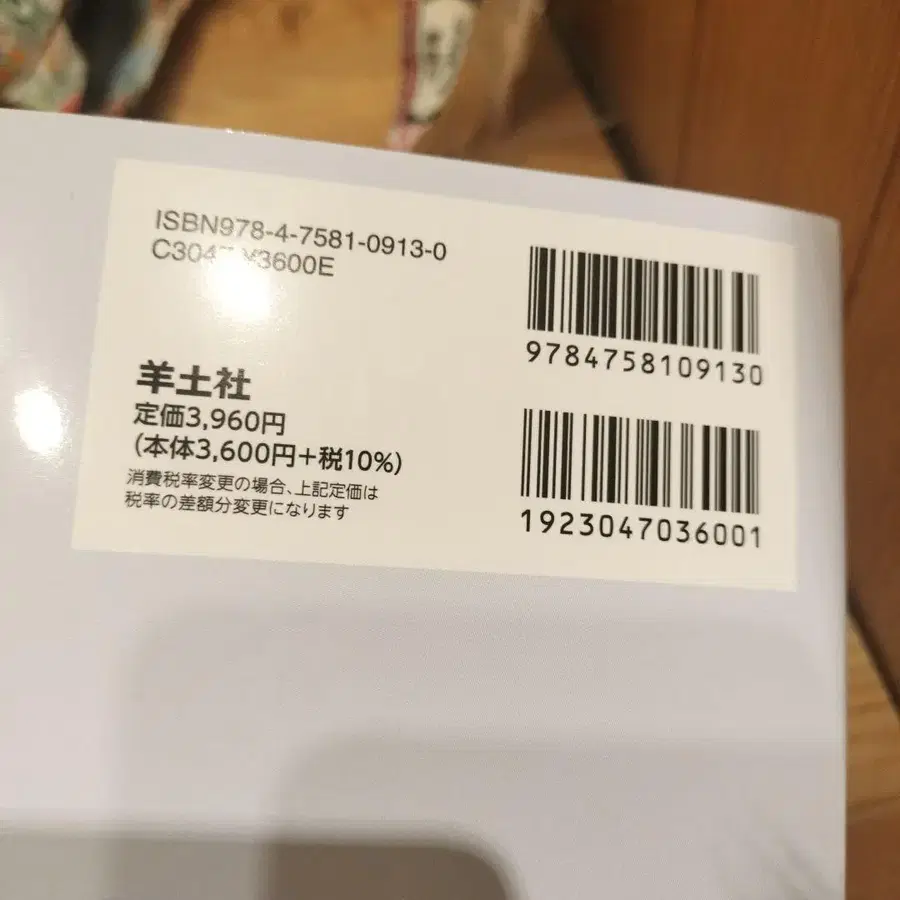 ISBN978-4-7581-0913-0
C3047 ¥3600E
羊土社
定価3,960円
(本体3,600円+税10%)
消費税率変更の場合、上記定価は
税率の差額分変更になります
9784758109130
1923047036001